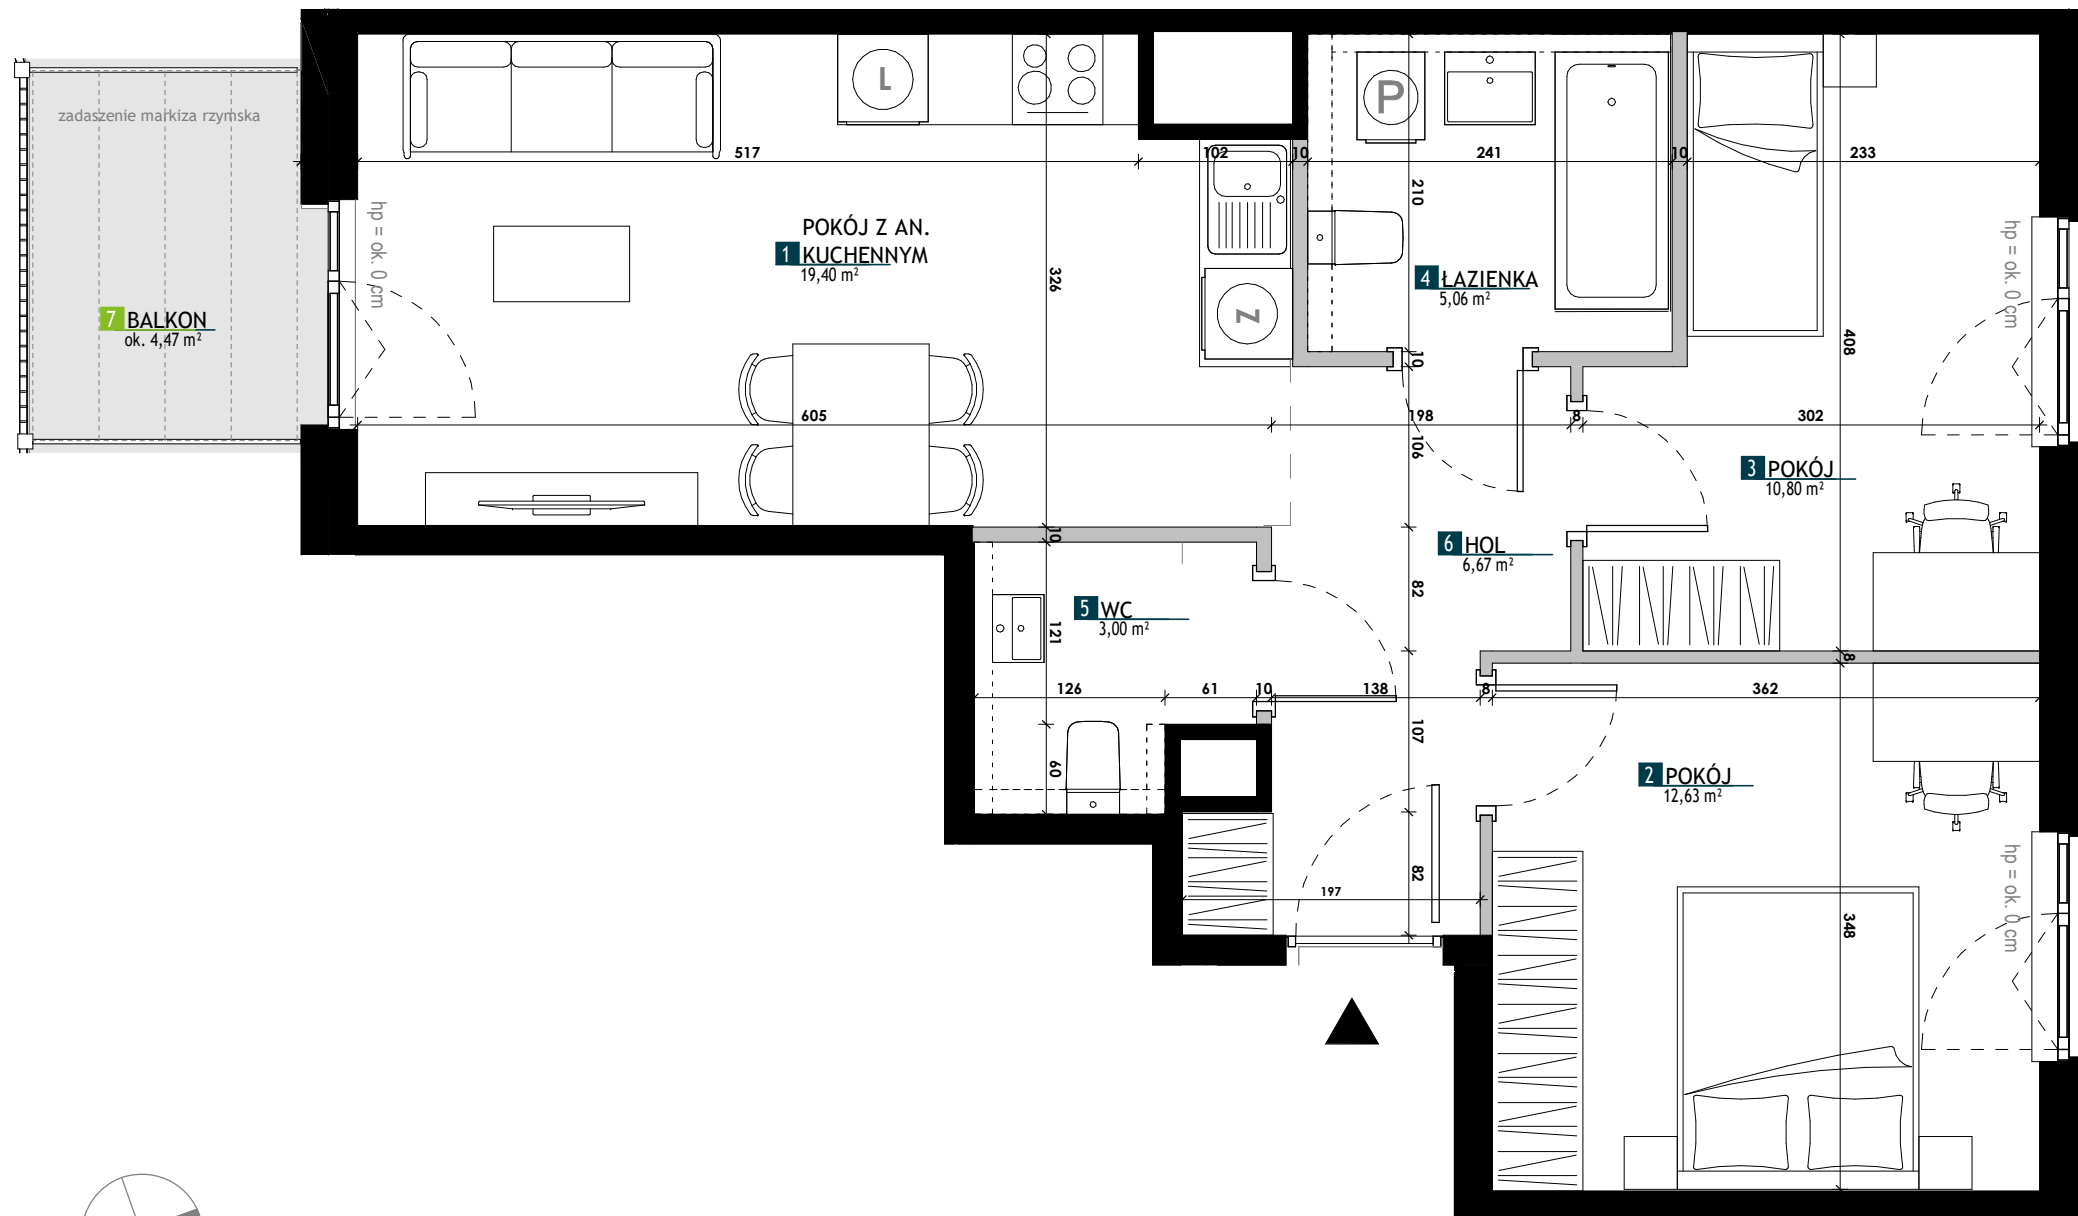 zadaszenie markiza rzymska
7 BALKON
ok. 4,47 m²
hp = ok. 0 cm
L
517
102
10
P
241
10
233
210
POKÓJ Z AN.
1 KUCHENNYM
19,40 m²
326
4 ŁAZIENKA
5,06 m²
Z
10
hp = ok. 0 cm
408
605
198
8
302
106
3 POKÓJ
10,80 m²
10
6 HOL
6,67 m²
82
5 WC
3,00 m²
121
8
126
61
10
138
8
362
107
60
2 POKÓJ
12,63 m²
82
197
hp = ok. 0 cm
348